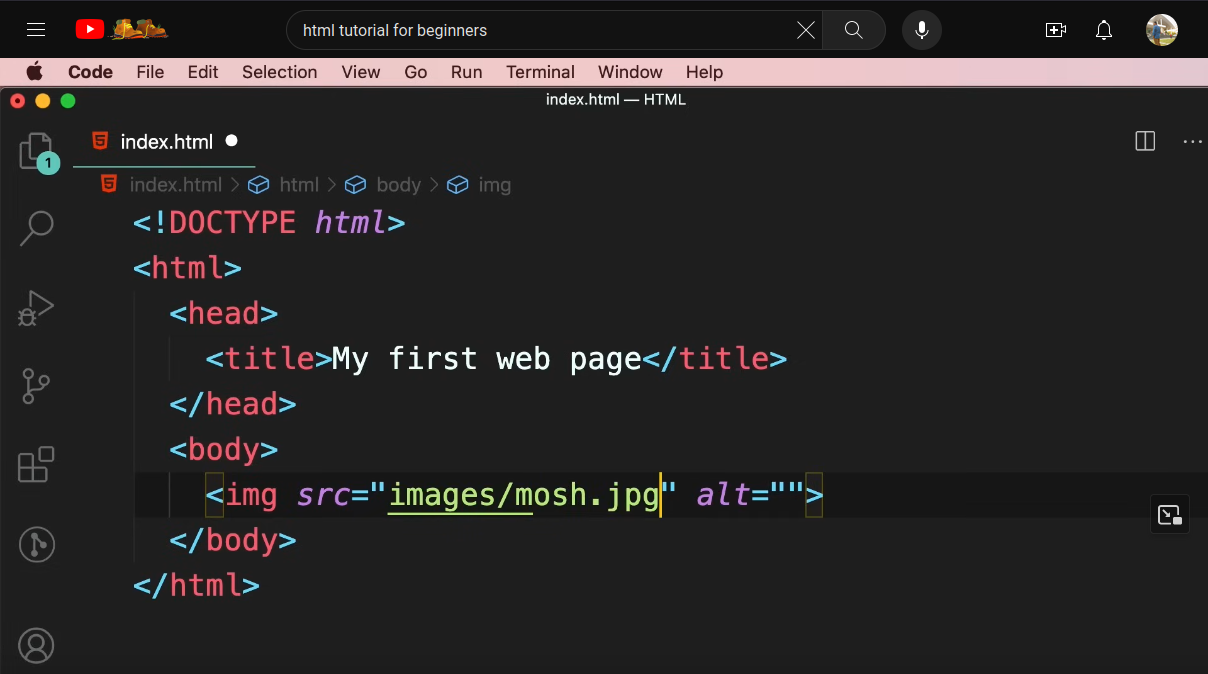 html tutorial for beginners
Code File Edit Selection View Go Run Terminal Window Help
index.html — HTML
index.html
1
index.html > html > body > img
<!DOCTYPE html>
<html>
<head>
<title>My first web page</title>
</head>
<body>
<img src="images/mosh.jpg" alt="">
</body>
</html>